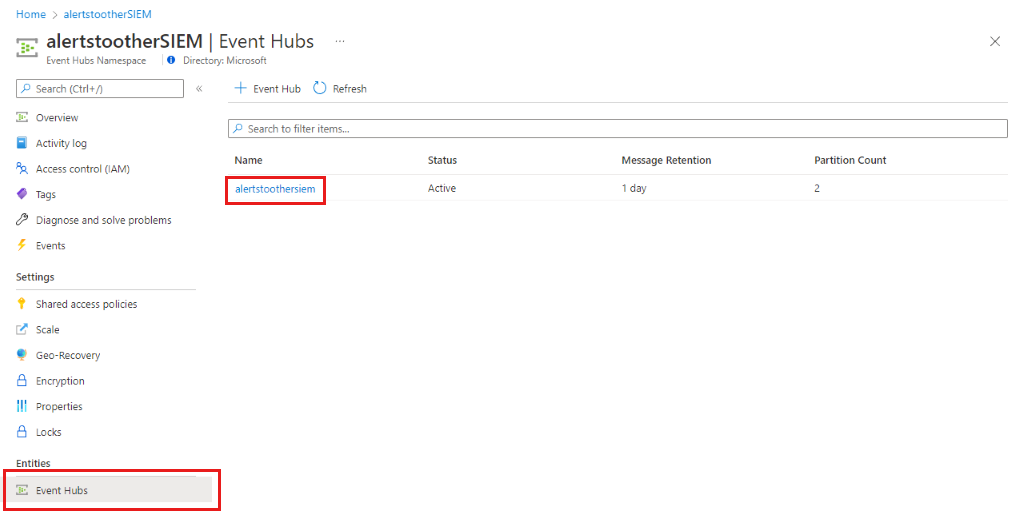 Home > alertstootherSIEM
alertstootherSIEM | Event Hubs ...
Event Hubs Namespace | Directory: Microsoft
Search (Ctrl+/) «
Overview
Activity log
Access control (IAM)
Tags
Diagnose and solve problems
Events
Settings
Shared access policies
Scale
Geo-Recovery
Encryption
Properties
Locks
Entities
Event Hubs
+ Event Hub Refresh
Search to filter items...
Name Status Message Retention Partition Count
alertstoothersiem Active 1 day 2